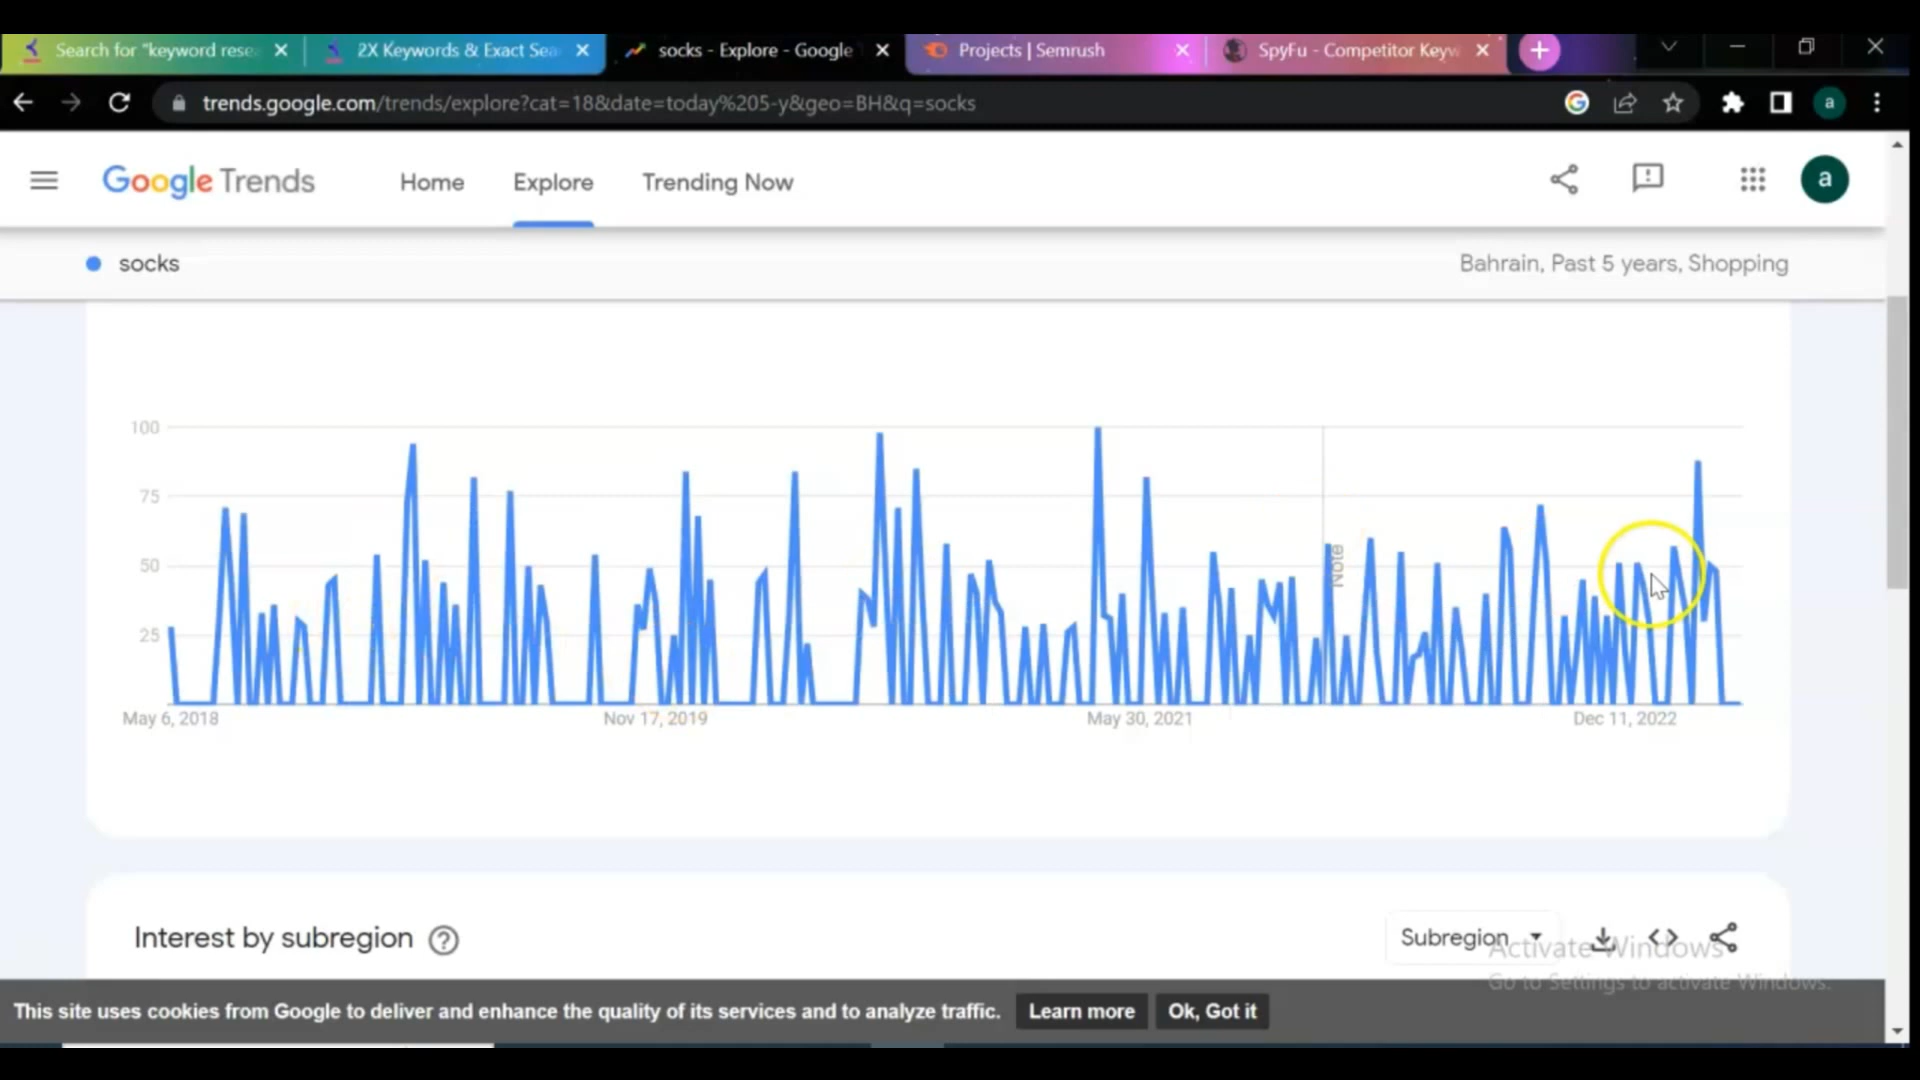 Search for "keyword rese
2X Keywords & Exact Sea
socks - Explore - Google
Projects | Semrush
SpyFu - Competitor Keyw
trends.google.com/trends/explore?cat=18&date=today%205-y&geo=BH&q=socks
a
Google Trends
Home
Explore
Trending Now
a
socks
Bahrain, Past 5 years, Shopping
100
75
50
25
Note
May 6, 2018
Nov 17, 2019
May 30, 2021
Dec 11, 2022
Interest by subregion
Subregion
Activate Windows
Go to Settings to activate Windows.
This site uses cookies from Google to deliver and enhance the quality of its services and to analyze traffic.
Learn more
Ok, Got it